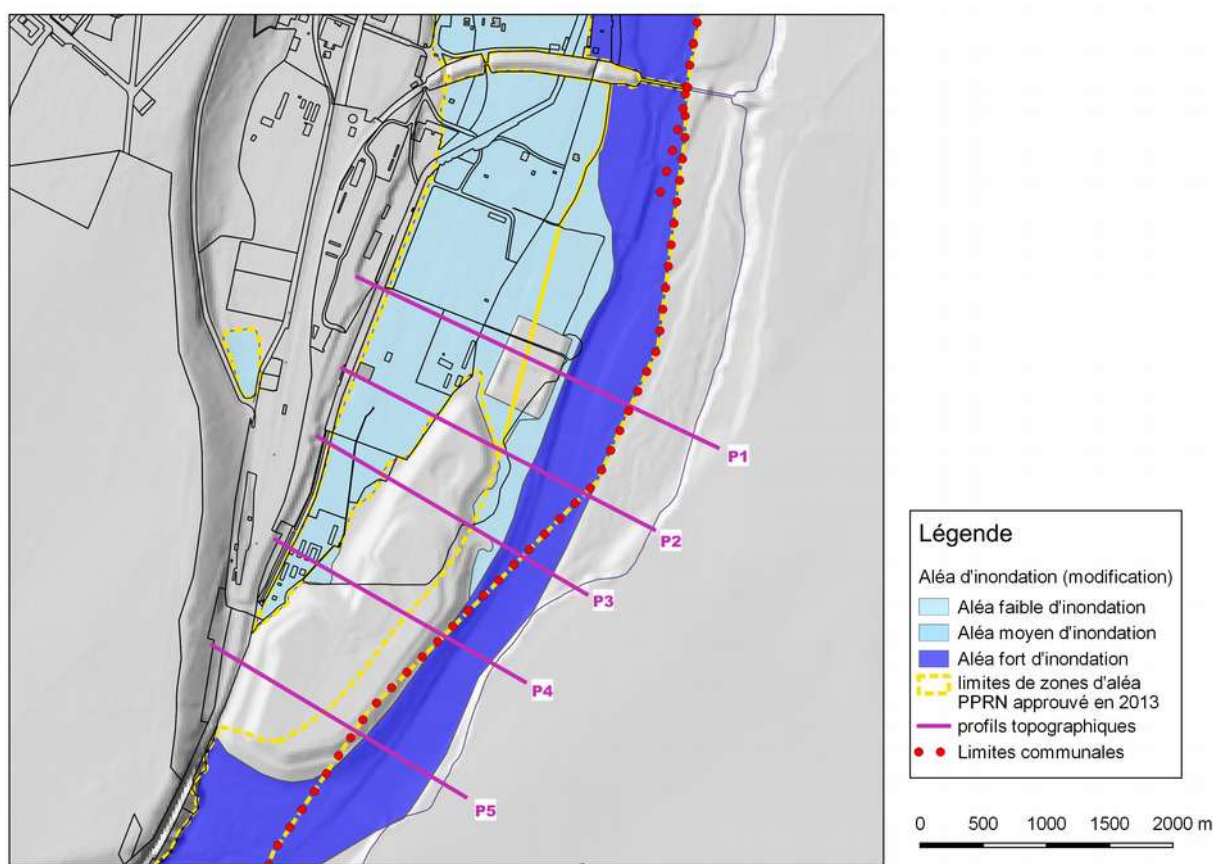 P1
P2
P3
P4
P5
Légende
Aléa d'inondation (modification)
Aléa faible d'inondation
Aléa moyen d'inondation
Aléa fort d'inondation
limites de zones d'aléa
PPRN approuvé en 2013
profils topographiques
Limites communales
0 500 1000 1500 2000 m